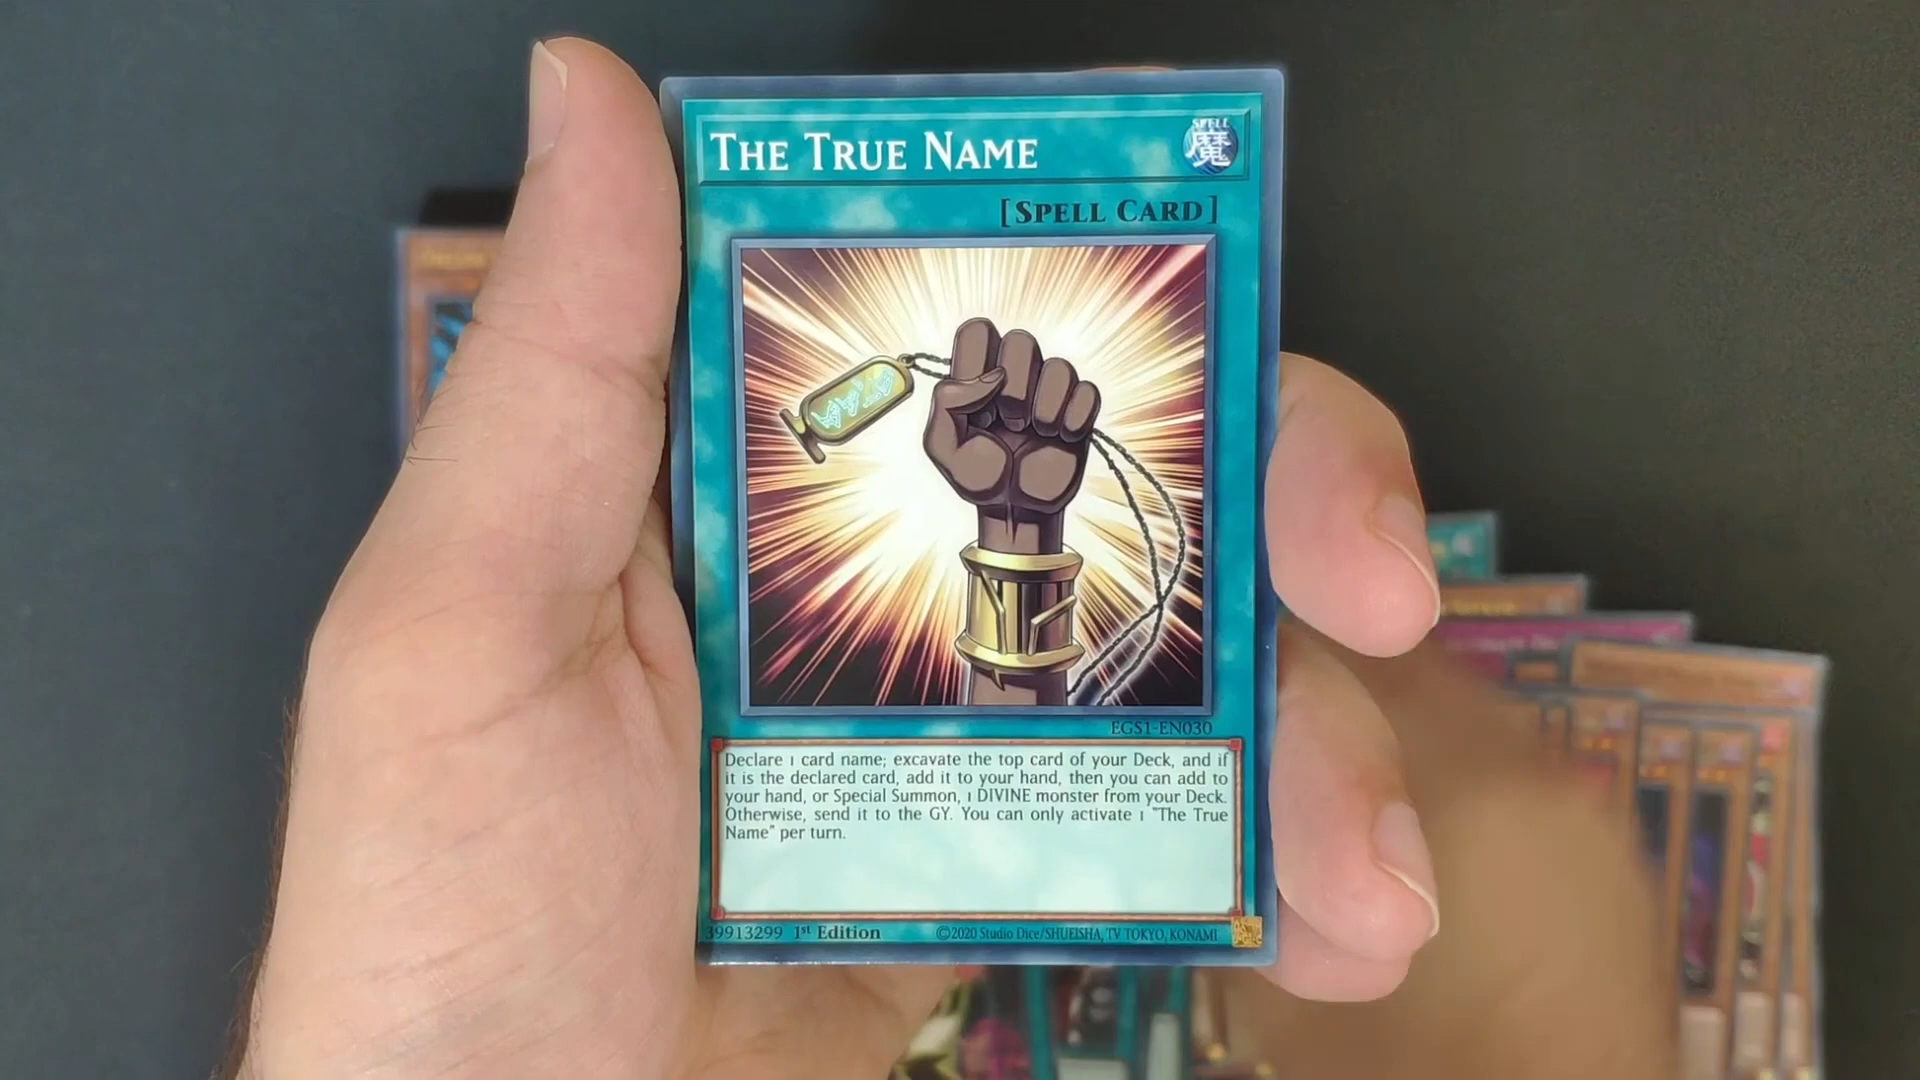 THE TRUE NAME
SPELL
魔
[SPELL CARD]
EGS1-EN030
Declare 1 card name; excavate the top card of your Deck, and if
it is the declared card, add it to your hand, then you can add to
your hand, or Special Summon, 1 DIVINE monster from your Deck.
Otherwise, send it to the GY. You can only activate 1 "The True
Name" per turn.
39913299 1st Edition ©2020 Studio Dice/SHUEISHA, TV TOKYO, KONAMI